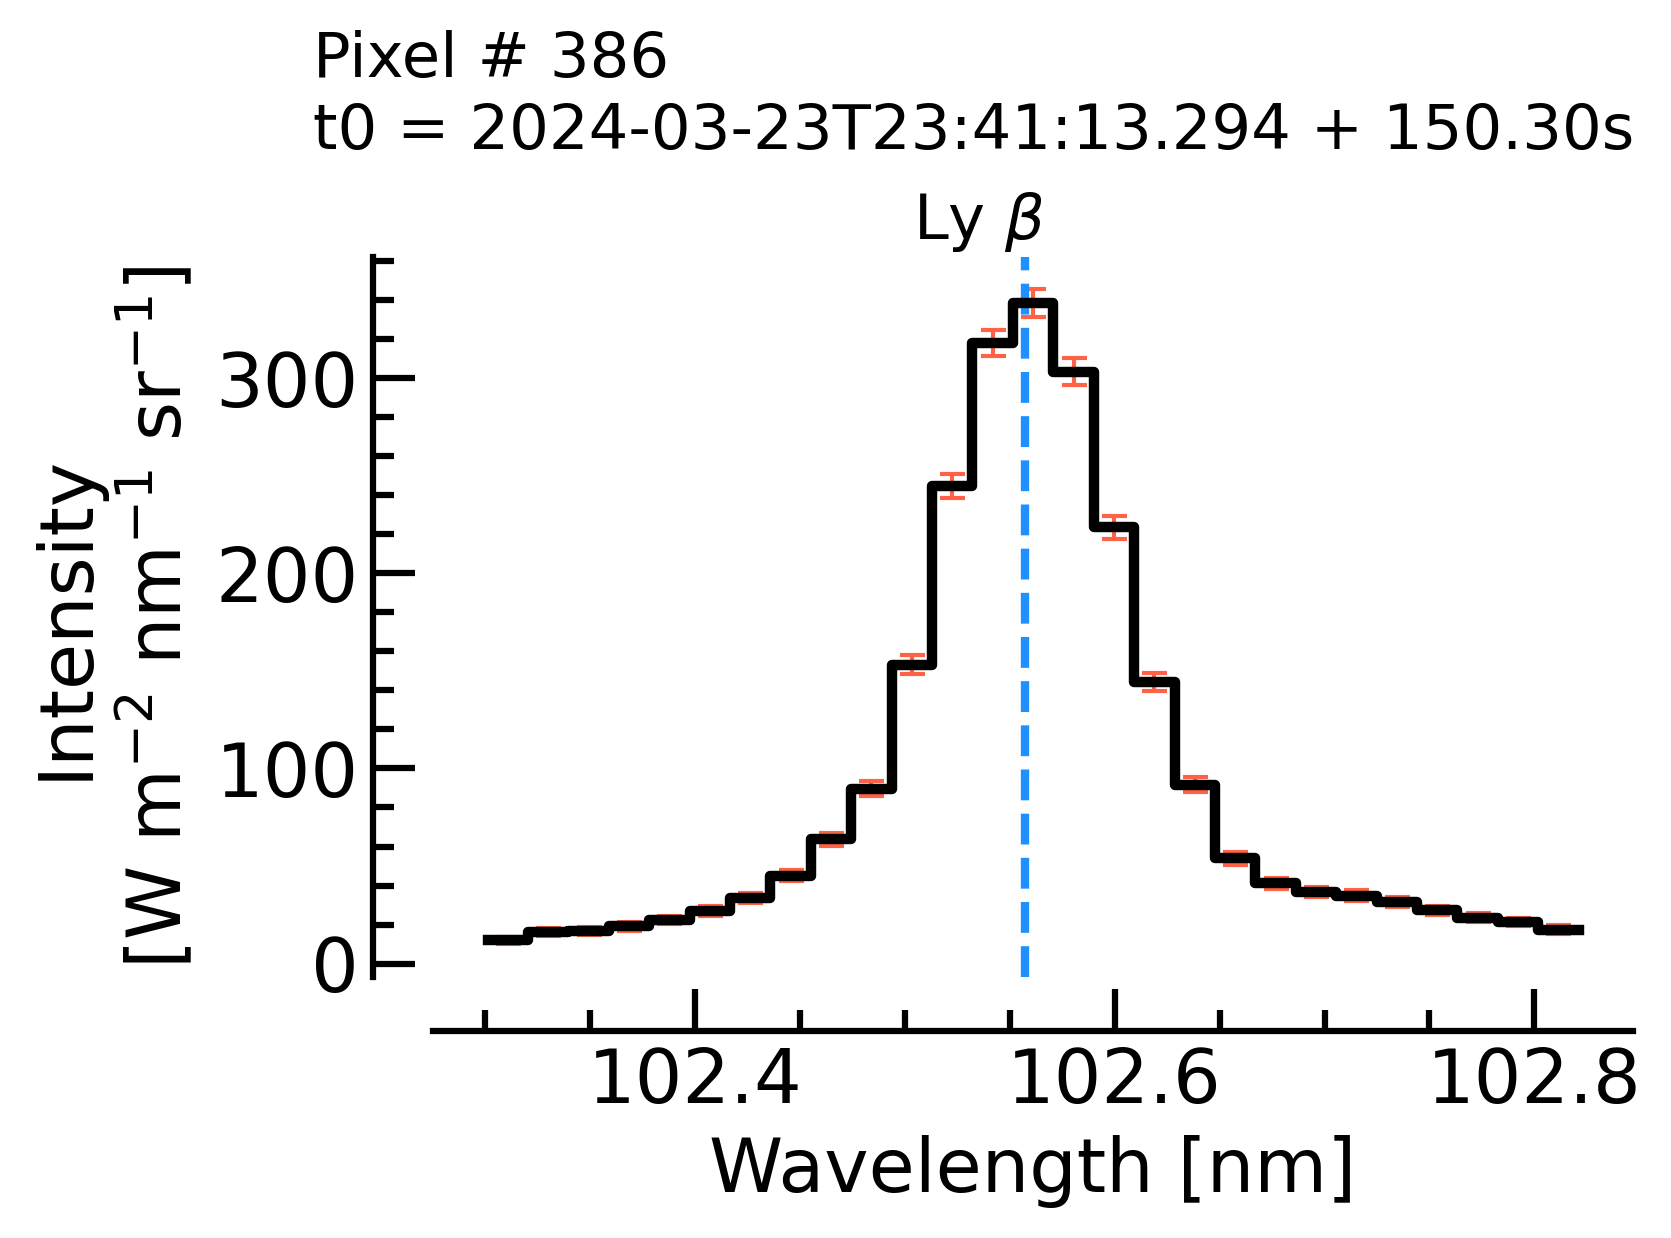 Pixel # 386
t0 = 2024-03-23T23:41:13.294 + 150.30s
Ly β
Intensity
[W m⁻² nm⁻¹ sr⁻¹]
300
200
100
0
102.4 102.6 102.8
Wavelength [nm]